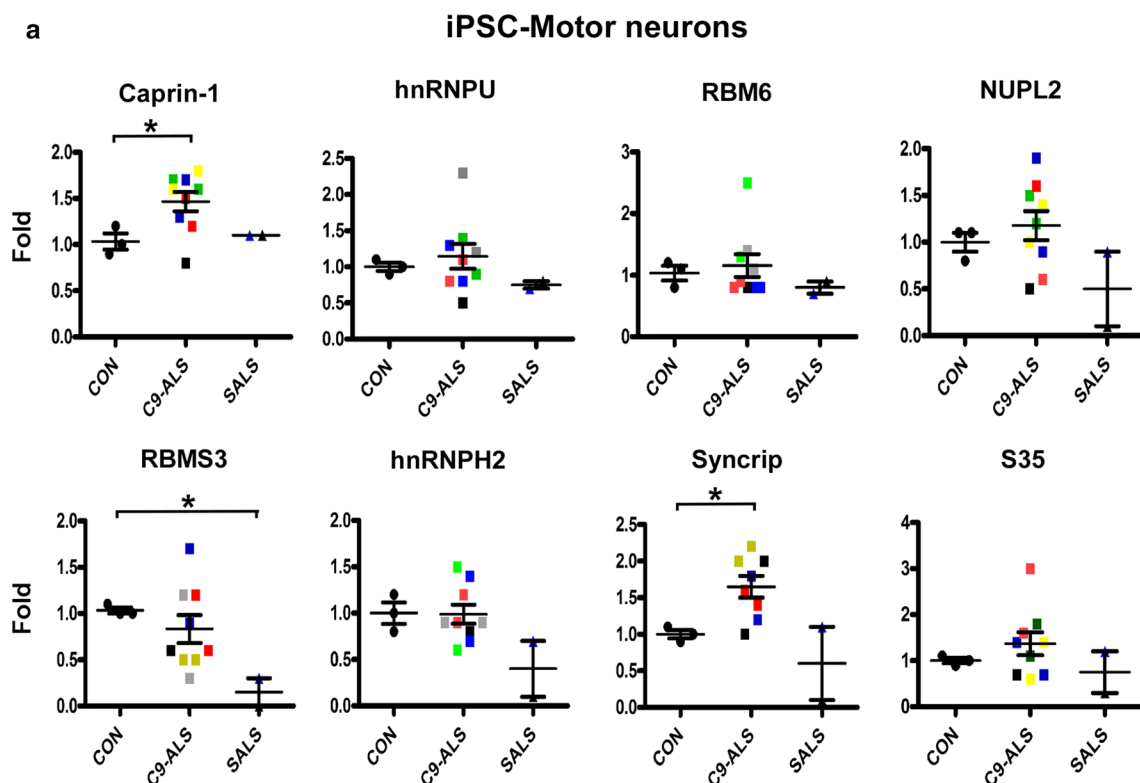 a
iPSC-Motor neurons
Caprin-1
hnRNPU
RBM6
NUPL2
*
Fold
2.0
1.5
1.0
0.5
0.0
CON
C9-ALS
SALS
2.5
2.0
1.5
1.0
0.5
0.0
CON
C9-ALS
SALS
3
2
1
0
CON
C9-ALS
SALS
2.0
1.5
1.0
0.5
0.0
CON
C9-ALS
SALS
RBMS3
hnRNPH2
Syncrip
S35
*
Fold
2.0
1.5
1.0
0.5
0.0
CON
C9-ALS
SALS
2.0
1.5
1.0
0.5
0.0
CON
C9-ALS
SALS
*
2.5
2.0
1.5
1.0
0.5
0.0
CON
C9-ALS
SALS
4
3
2
1
0
CON
C9-ALS
SALS